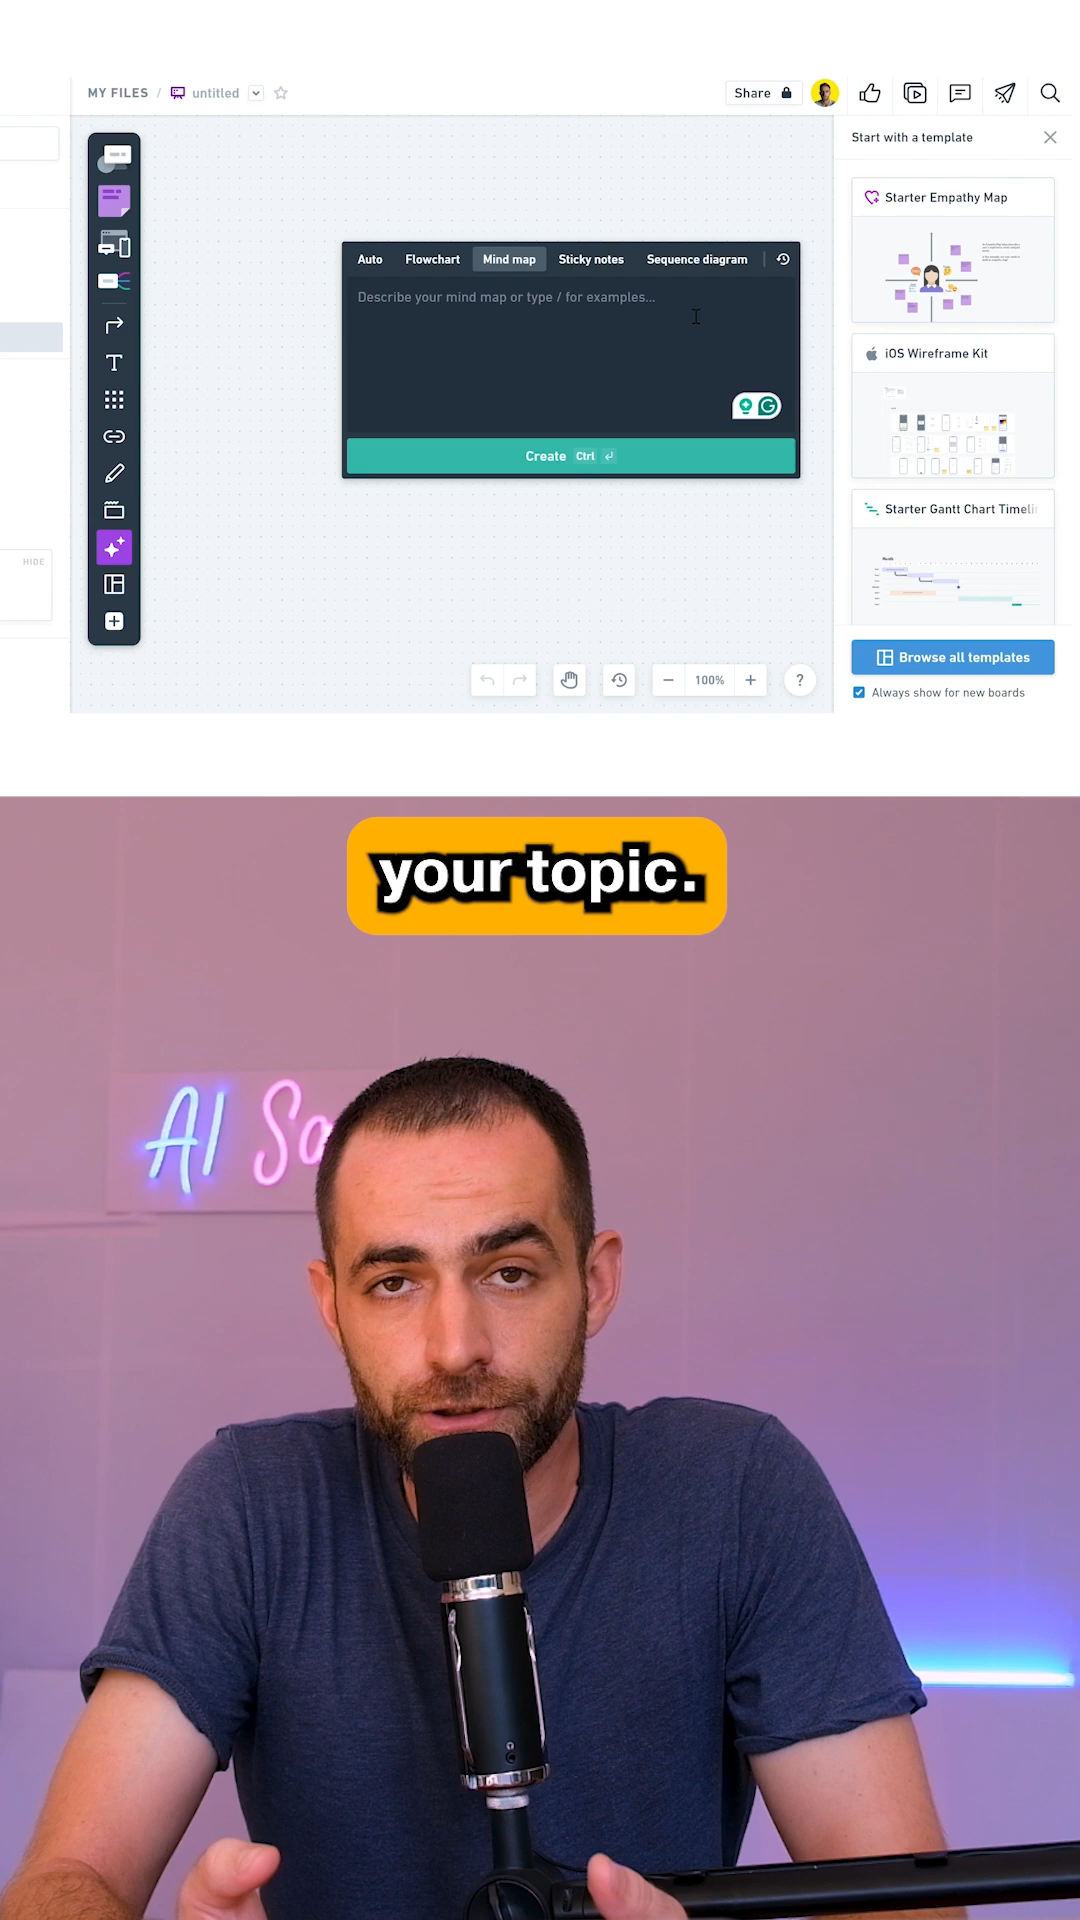 MY FILES / untitled
Share
Start with a template
Starter Empathy Map
Auto Flowchart Mind map Sticky notes Sequence diagram
Describe your mind map or type / for examples...
iOS Wireframe Kit
Create Ctrl
Starter Gantt Chart Timeli
Month
HIDE
Browse all templates
100% ?
Always show for new boards
your topic.
AI So